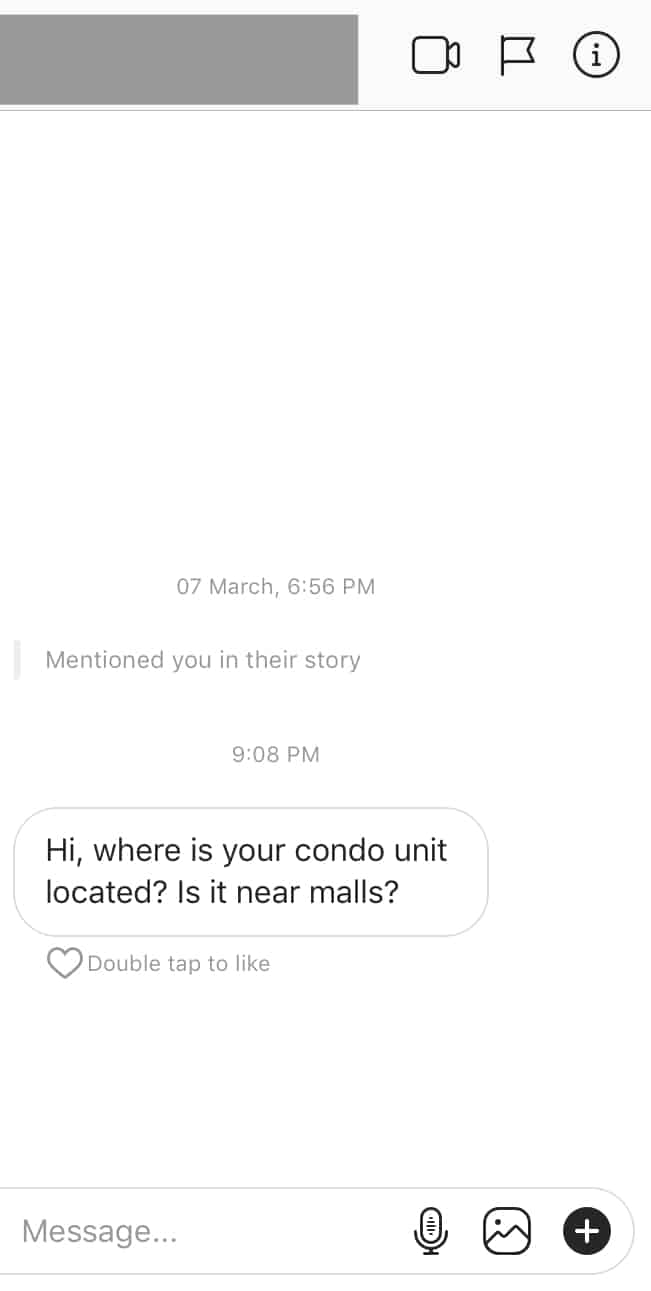 07 March, 6:56 PM
Mentioned you in their story
9:08 PM
Hi, where is your condo unit
located? Is it near malls?
Double tap to like
Message...